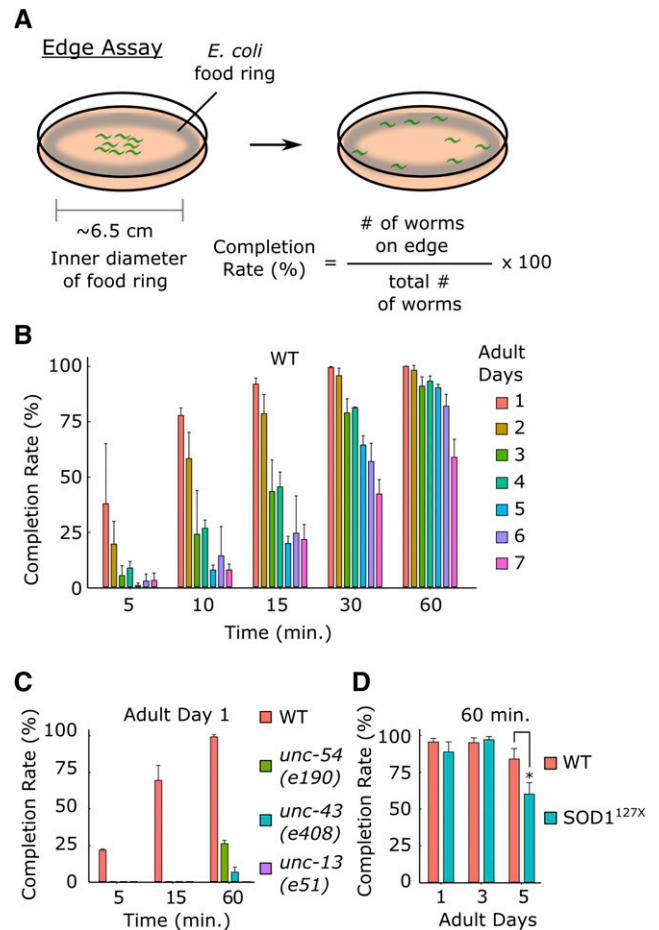 A
Edge Assay
E. coli
food ring
~6.5 cm
Inner diameter
of food ring
Completion
Rate (%)
=
# of worms
on edge
total #
of worms
x 100
B
WT
Completion Rate (%)
100
75
50
25
0
5
10
15
30
60
Time (min.)
Adult
Days
1
2
3
4
5
6
7
C
Adult Day 1
Completion Rate (%)
100
75
50
25
0
5
15
60
Time (min.)
WT
unc-54
(e190)
unc-43
(e408)
unc-13
(e51)
D
60 min.
Completion Rate (%)
100
75
50
25
0
*
1
3
5
Adult Days
WT
SOD1¹²⁷ˣ